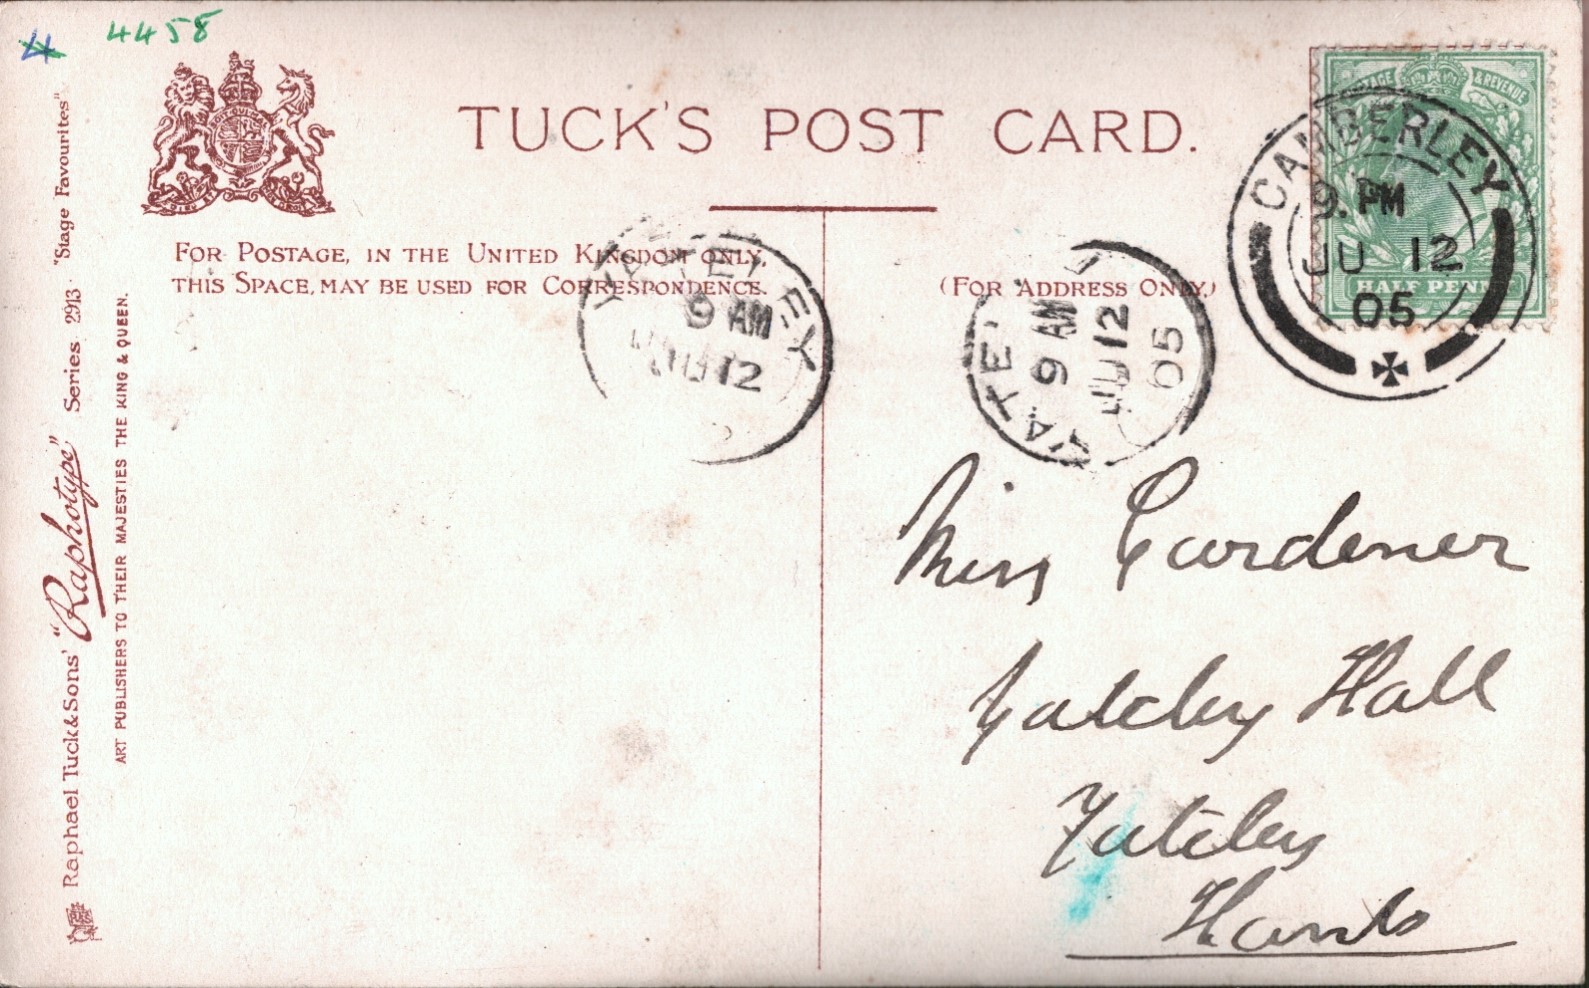 4
4458
TUCK'S POST CARD.
FOR POSTAGE, IN THE UNITED KINGDOM ONLY,
THIS SPACE, MAY BE USED FOR CORRESPONDENCE.
(FOR ADDRESS ONLY.)
POSTAGE & REVENUE
HALF PENNY
CAMBERLEY
9. PM
JU 12
05
YATELEY
9 AM
JU 12
YATELEY
9 AM
JU 12
05
Miss Gardener
Yateley Hall
Yateley
Hants
Raphael Tuck & Sons' "Raphotype" Series 2913. "Stage Favourites"
ART PUBLISHERS TO THEIR MAJESTIES THE KING & QUEEN.